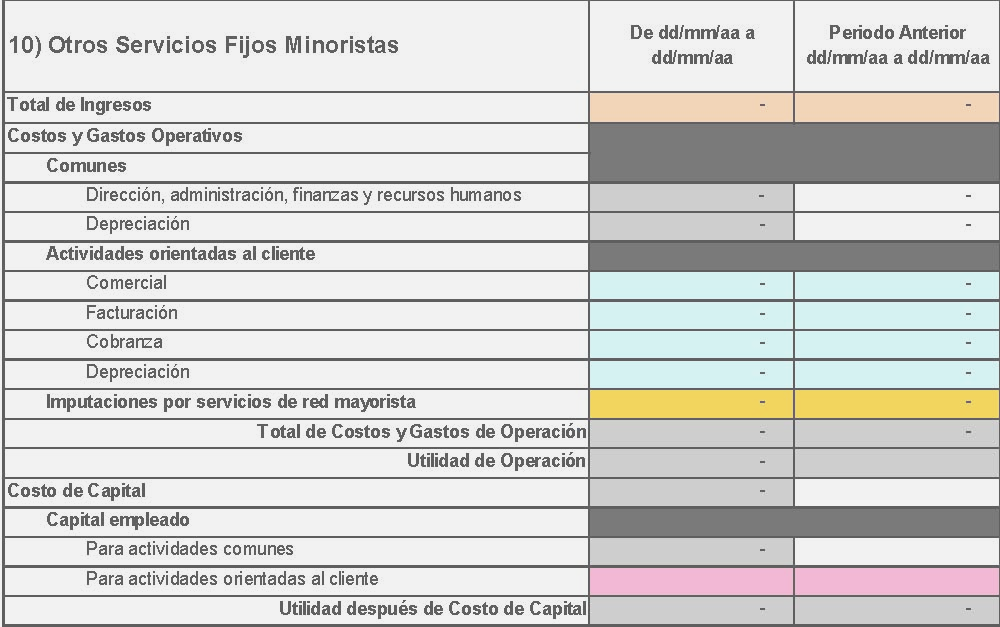 10) Otros Servicios Fijos Minoristas
De dd/mm/aa a
dd/mm/aa
Periodo Anterior
dd/mm/aa a dd/mm/aa
Total de Ingresos - -
Costos y Gastos Operativos
Comunes
Dirección, administración, finanzas y recursos humanos - -
Depreciación - -
Actividades orientadas al cliente
Comercial - -
Facturación - -
Cobranza - -
Depreciación - -
Imputaciones por servicios de red mayorista - -
Total de Costos y Gastos de Operación - -
Utilidad de Operación -
Costo de Capital -
Capital empleado
Para actividades comunes -
Para actividades orientadas al cliente
Utilidad después de Costo de Capital - -